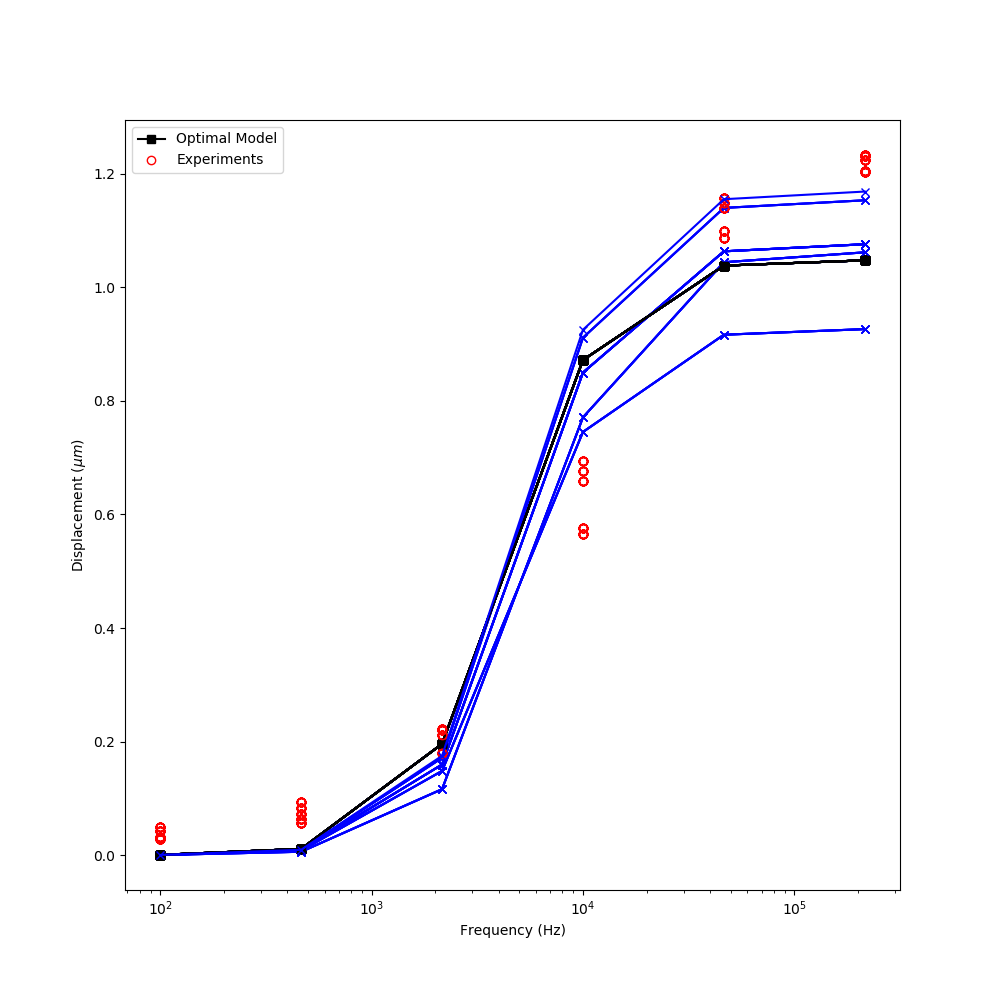 Optimal Model
Experiments
1.2
1.0
0.8
0.6
0.4
0.2
0.0
Displacement (μm)
10² 10³ 10⁴ 10⁵
Frequency (Hz)